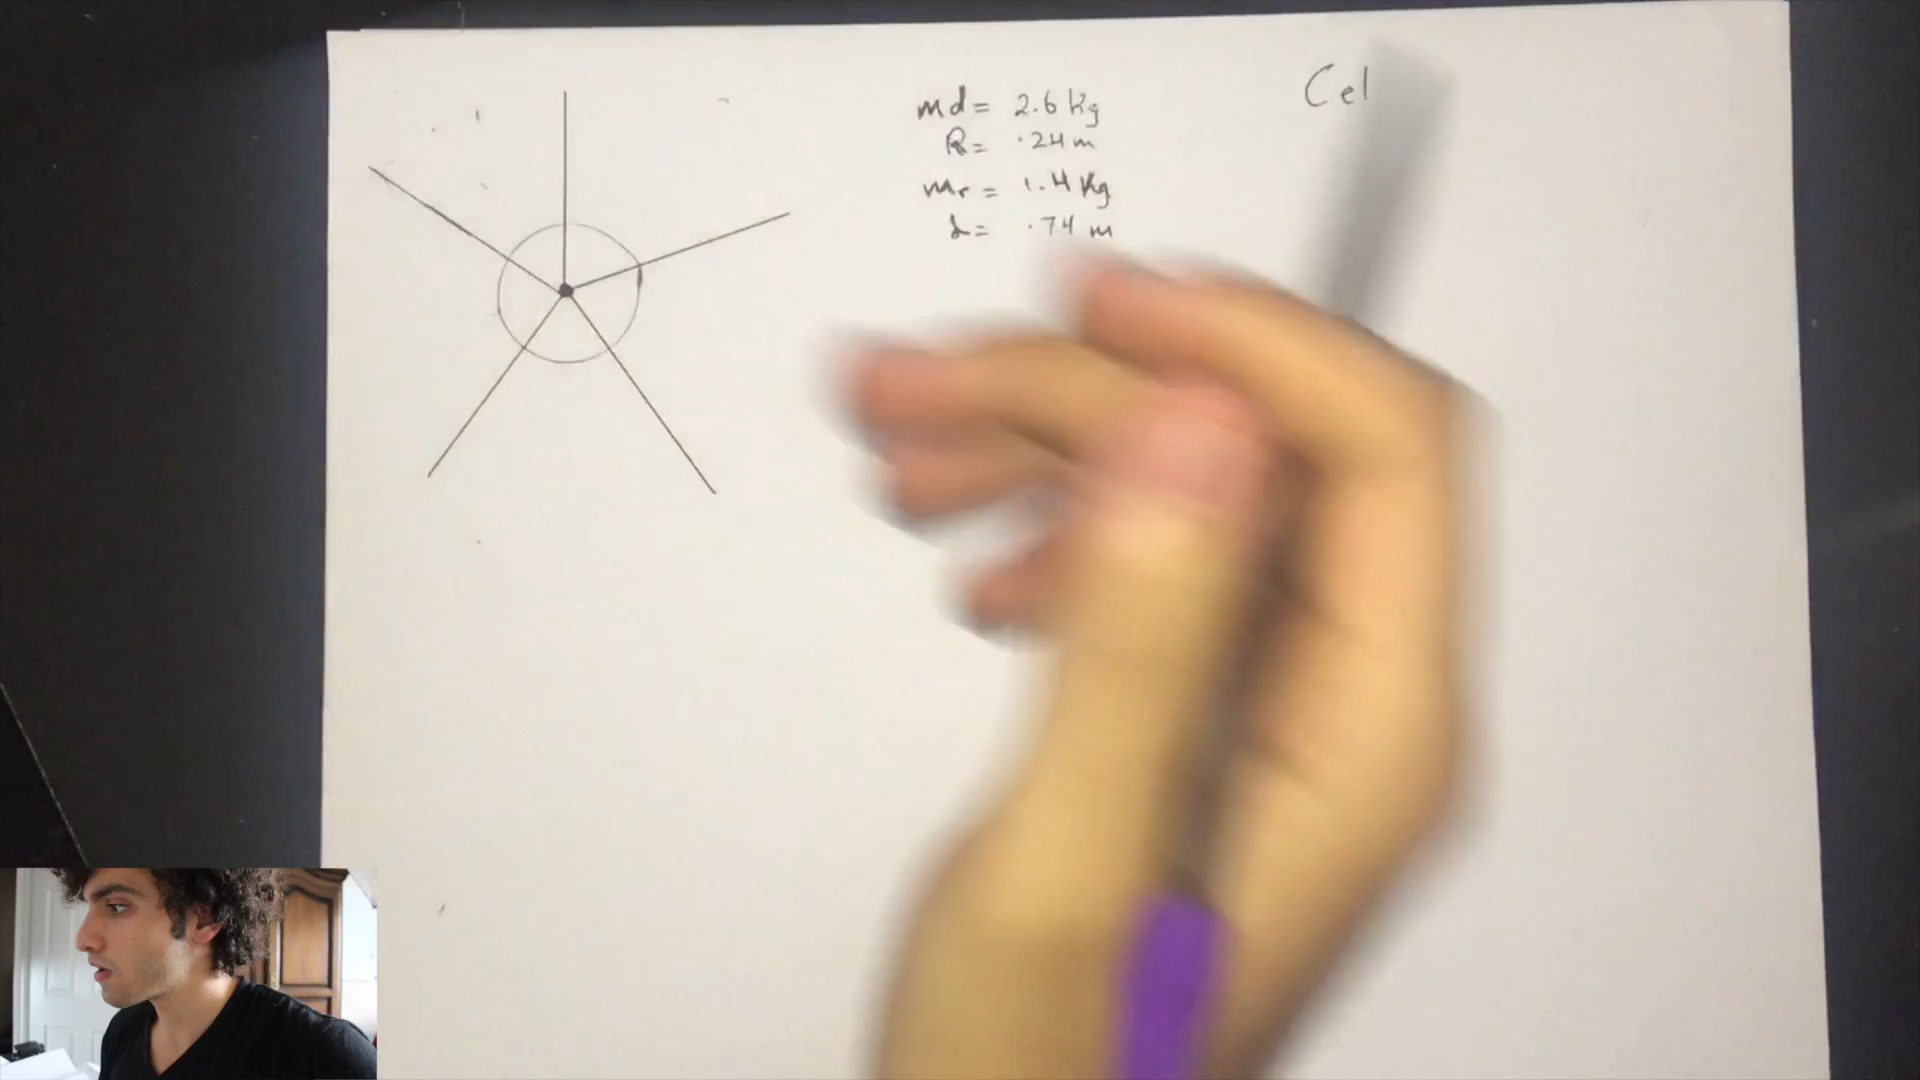 md = 2.6 kg
R = .24 m
mr = 1.4 kg
L = .74 m
Cel